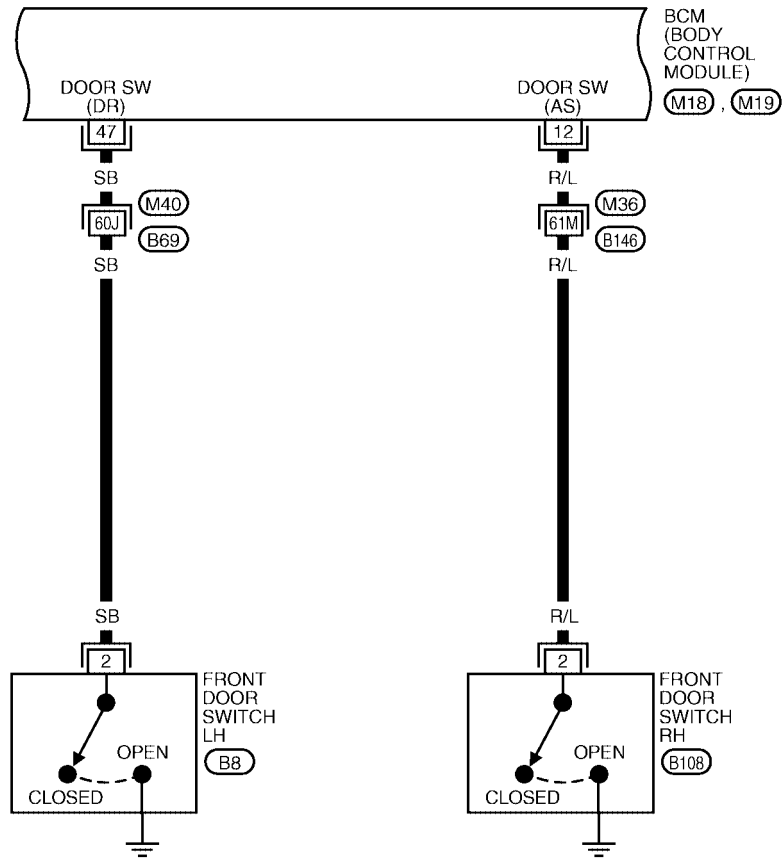 BCM
(BODY
CONTROL
MODULE)
M18 , M19
DOOR SW
(DR)
DOOR SW
(AS)
47
12
SB
R/L
M40
M36
60J
61M
B69
B146
SB
R/L
SB
R/L
2
2
FRONT
DOOR
SWITCH
LH
B8
OPEN
CLOSED
FRONT
DOOR
SWITCH
RH
B108
OPEN
CLOSED